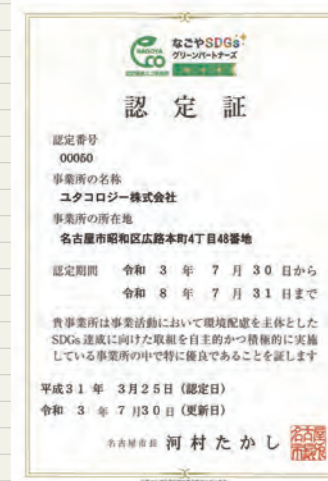 NAGOYA
eco
なごやSDGs
グリーンパートナーズ
認定証
認定番号
00050
事業所の名称
ユタコロジー株式会社
事業所の所在地
名古屋市昭和区広路本町4丁目48番地
認定期間 令和 3 年 7 月 30 日から
令和 8 年 7 月 31 日まで
貴事業所は事業活動において環境配慮を主体とした
SDGs 達成に向けた取組を自主的かつ積極的に実施
している事業所の中で特に優良であることを証します
平成31年 3月25日(認定日)
令和 3 年 7月30日(更新日)
名古屋市長 河村たかし